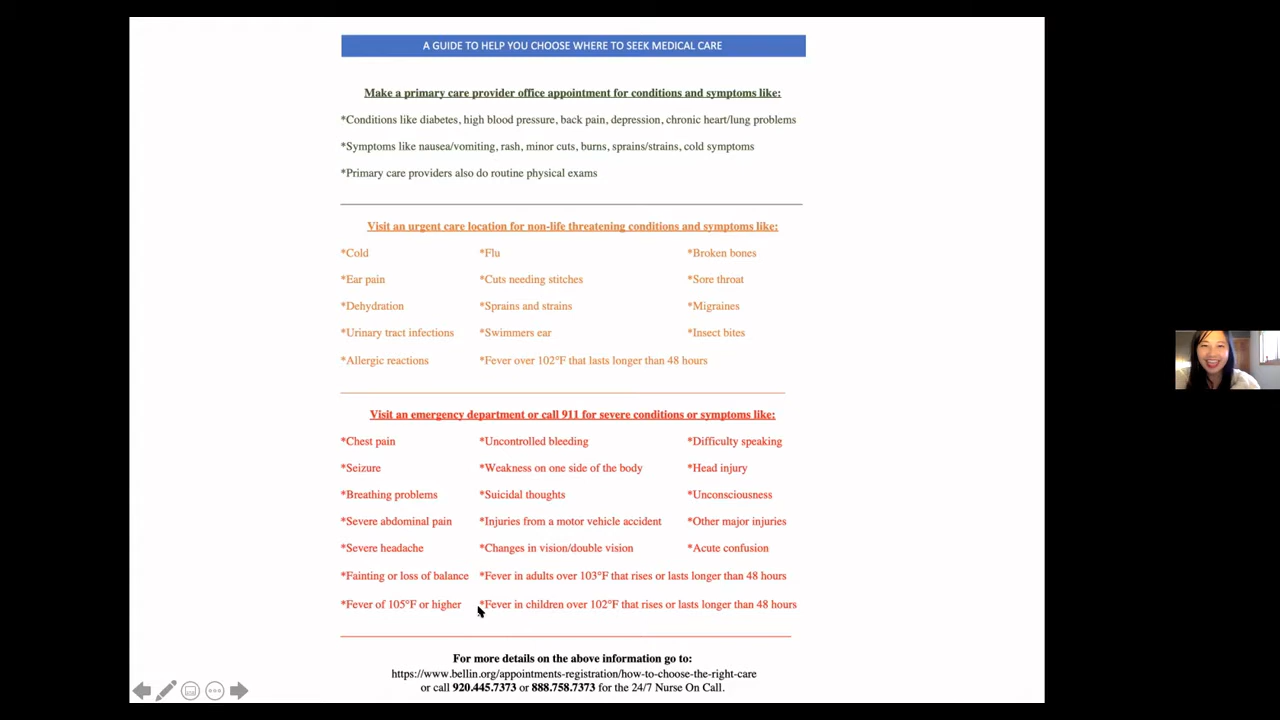 A GUIDE TO HELP YOU CHOOSE WHERE TO SEEK MEDICAL CARE
Make a primary care provider office appointment for conditions and symptoms like:
*Conditions like diabetes, high blood pressure, back pain, depression, chronic heart/lung problems
*Symptoms like nausea/vomiting, rash, minor cuts, burns, sprains/strains, cold symptoms
*Primary care providers also do routine physical exams
Visit an urgent care location for non-life threatening conditions and symptoms like:
*Cold *Flu *Broken bones
*Ear pain *Cuts needing stitches *Sore throat
*Dehydration *Sprains and strains *Migraines
*Urinary tract infections *Swimmers ear *Insect bites
*Allergic reactions *Fever over 102°F that lasts longer than 48 hours
Visit an emergency department or call 911 for severe conditions or symptoms like:
*Chest pain *Uncontrolled bleeding *Difficulty speaking
*Seizure *Weakness on one side of the body *Head injury
*Breathing problems *Suicidal thoughts *Unconsciousness
*Severe abdominal pain *Injuries from a motor vehicle accident *Other major injuries
*Severe headache *Changes in vision/double vision *Acute confusion
*Fainting or loss of balance *Fever in adults over 103°F that rises or lasts longer than 48 hours
*Fever of 105°F or higher *Fever in children over 102°F that rises or lasts longer than 48 hours
For more details on the above information go to:
https://www.bellin.org/appointments-registration/how-to-choose-the-right-care
or call 920.445.7373 or 888.758.7373 for the 24/7 Nurse On Call.